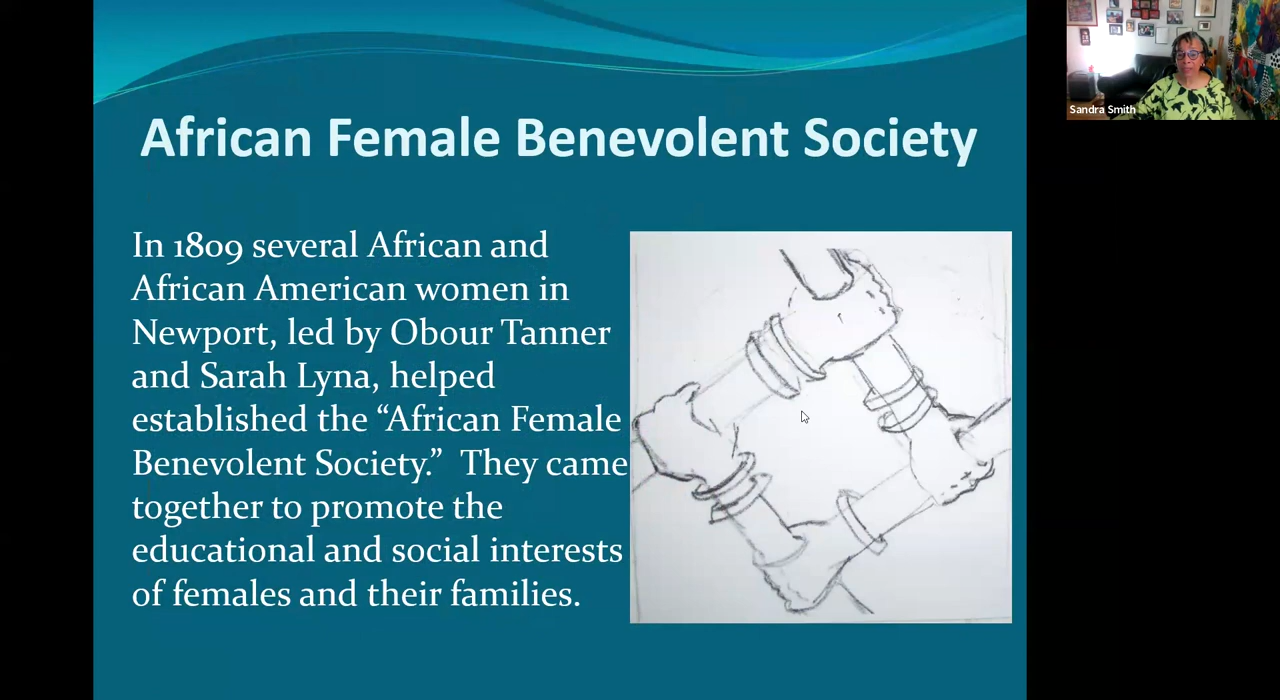 African Female Benevolent Society
In 1809 several African and
African American women in
Newport, led by Obour Tanner
and Sarah Lyna, helped
established the “African Female
Benevolent Society.”  They came
together to promote the
educational and social interests
of females and their families.
Sandra Smith